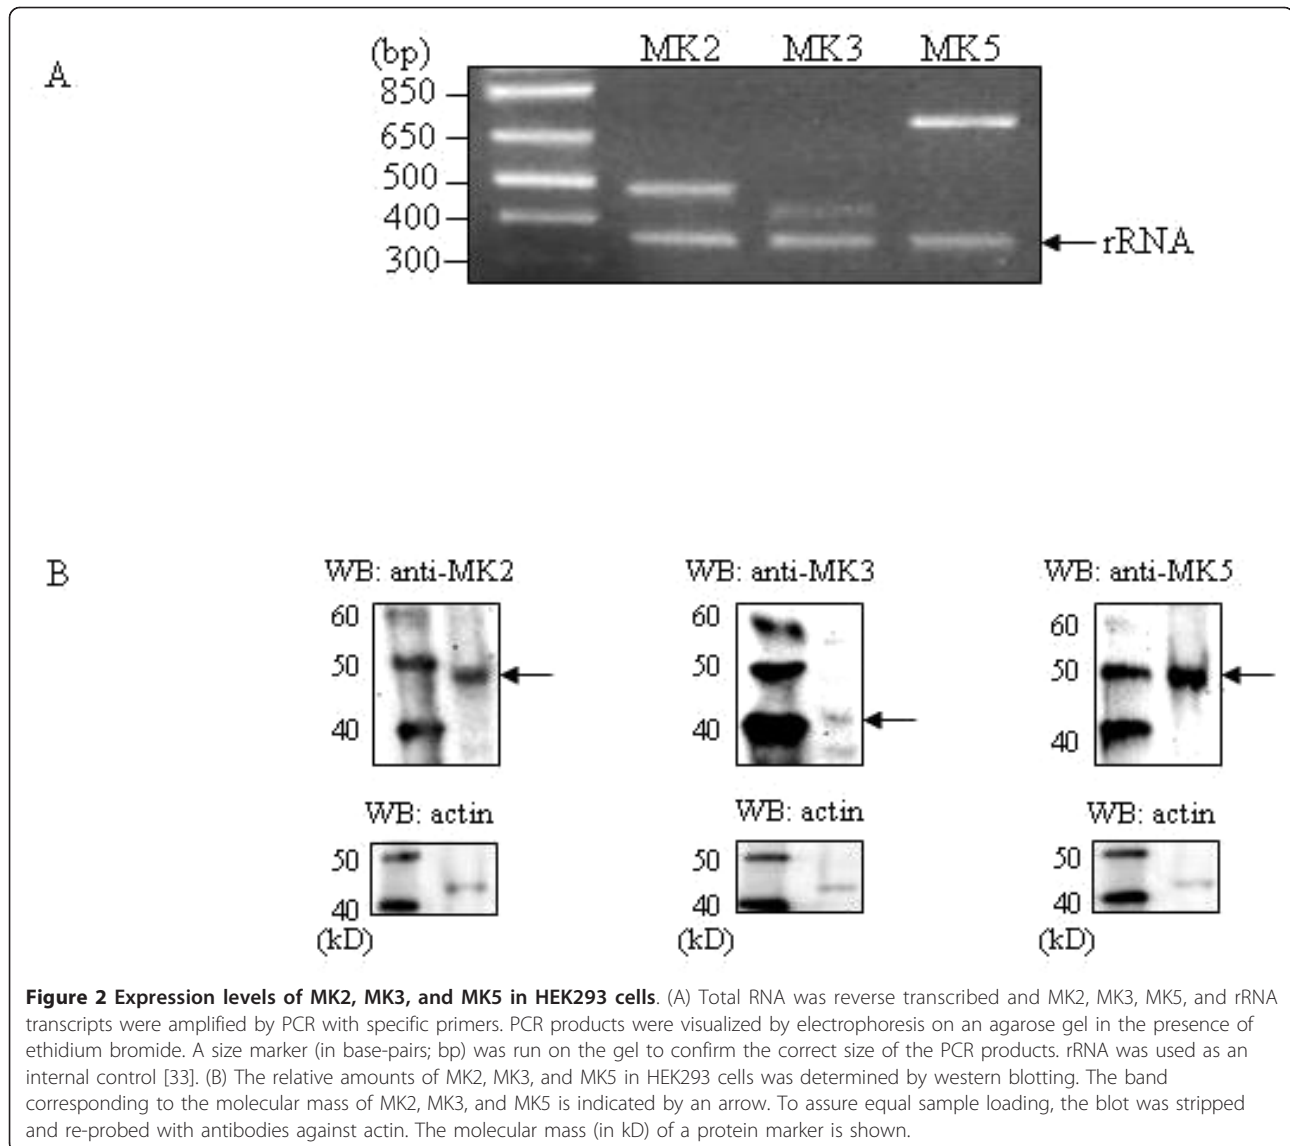 A
(bp) MK2 MK3 MK5
850
650
500
400
300
rRNA
B
WB: anti-MK2 WB: anti-MK3 WB: anti-MK5
60 60 60
50 50 50
40 40 40
WB: actin WB: actin WB: actin
50 50 50
40 40 40
(kD) (kD) (kD)
Figure 2 Expression levels of MK2, MK3, and MK5 in HEK293 cells. (A) Total RNA was reverse transcribed and MK2, MK3, MK5, and rRNA
transcripts were amplified by PCR with specific primers. PCR products were visualized by electrophoresis on an agarose gel in the presence of
ethidium bromide. A size marker (in base-pairs; bp) was run on the gel to confirm the correct size of the PCR products. rRNA was used as an
internal control [33]. (B) The relative amounts of MK2, MK3, and MK5 in HEK293 cells was determined by western blotting. The band
corresponding to the molecular mass of MK2, MK3, and MK5 is indicated by an arrow. To assure equal sample loading, the blot was stripped
and re-probed with antibodies against actin. The molecular mass (in kD) of a protein marker is shown.